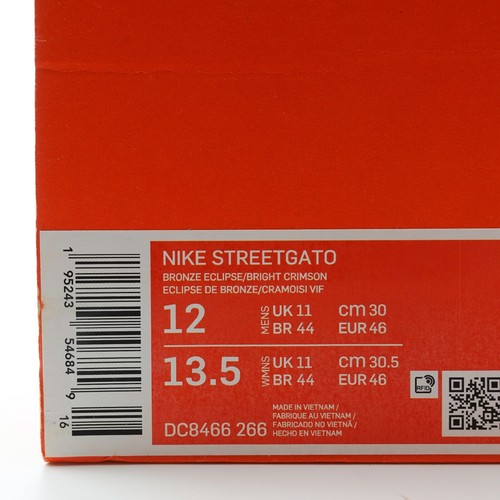 NIKE STREETGATO
BRONZE ECLIPSE/BRIGHT CRIMSON
ECLIPSE DE BRONZE/CRAMOISI VIF
12 MENS UK 11 CM 30
BR 44 EUR 46
13.5 WMNS UK 11 CM 30.5
BR 44 EUR 46
RFID
MADE IN VIETNAM /
FABRIQUE AU VIETNAM /
FABRICADO NO VIETNÃ /
HECHO EN VIETNAM
DC8466 266
1 95243 54684 9 16